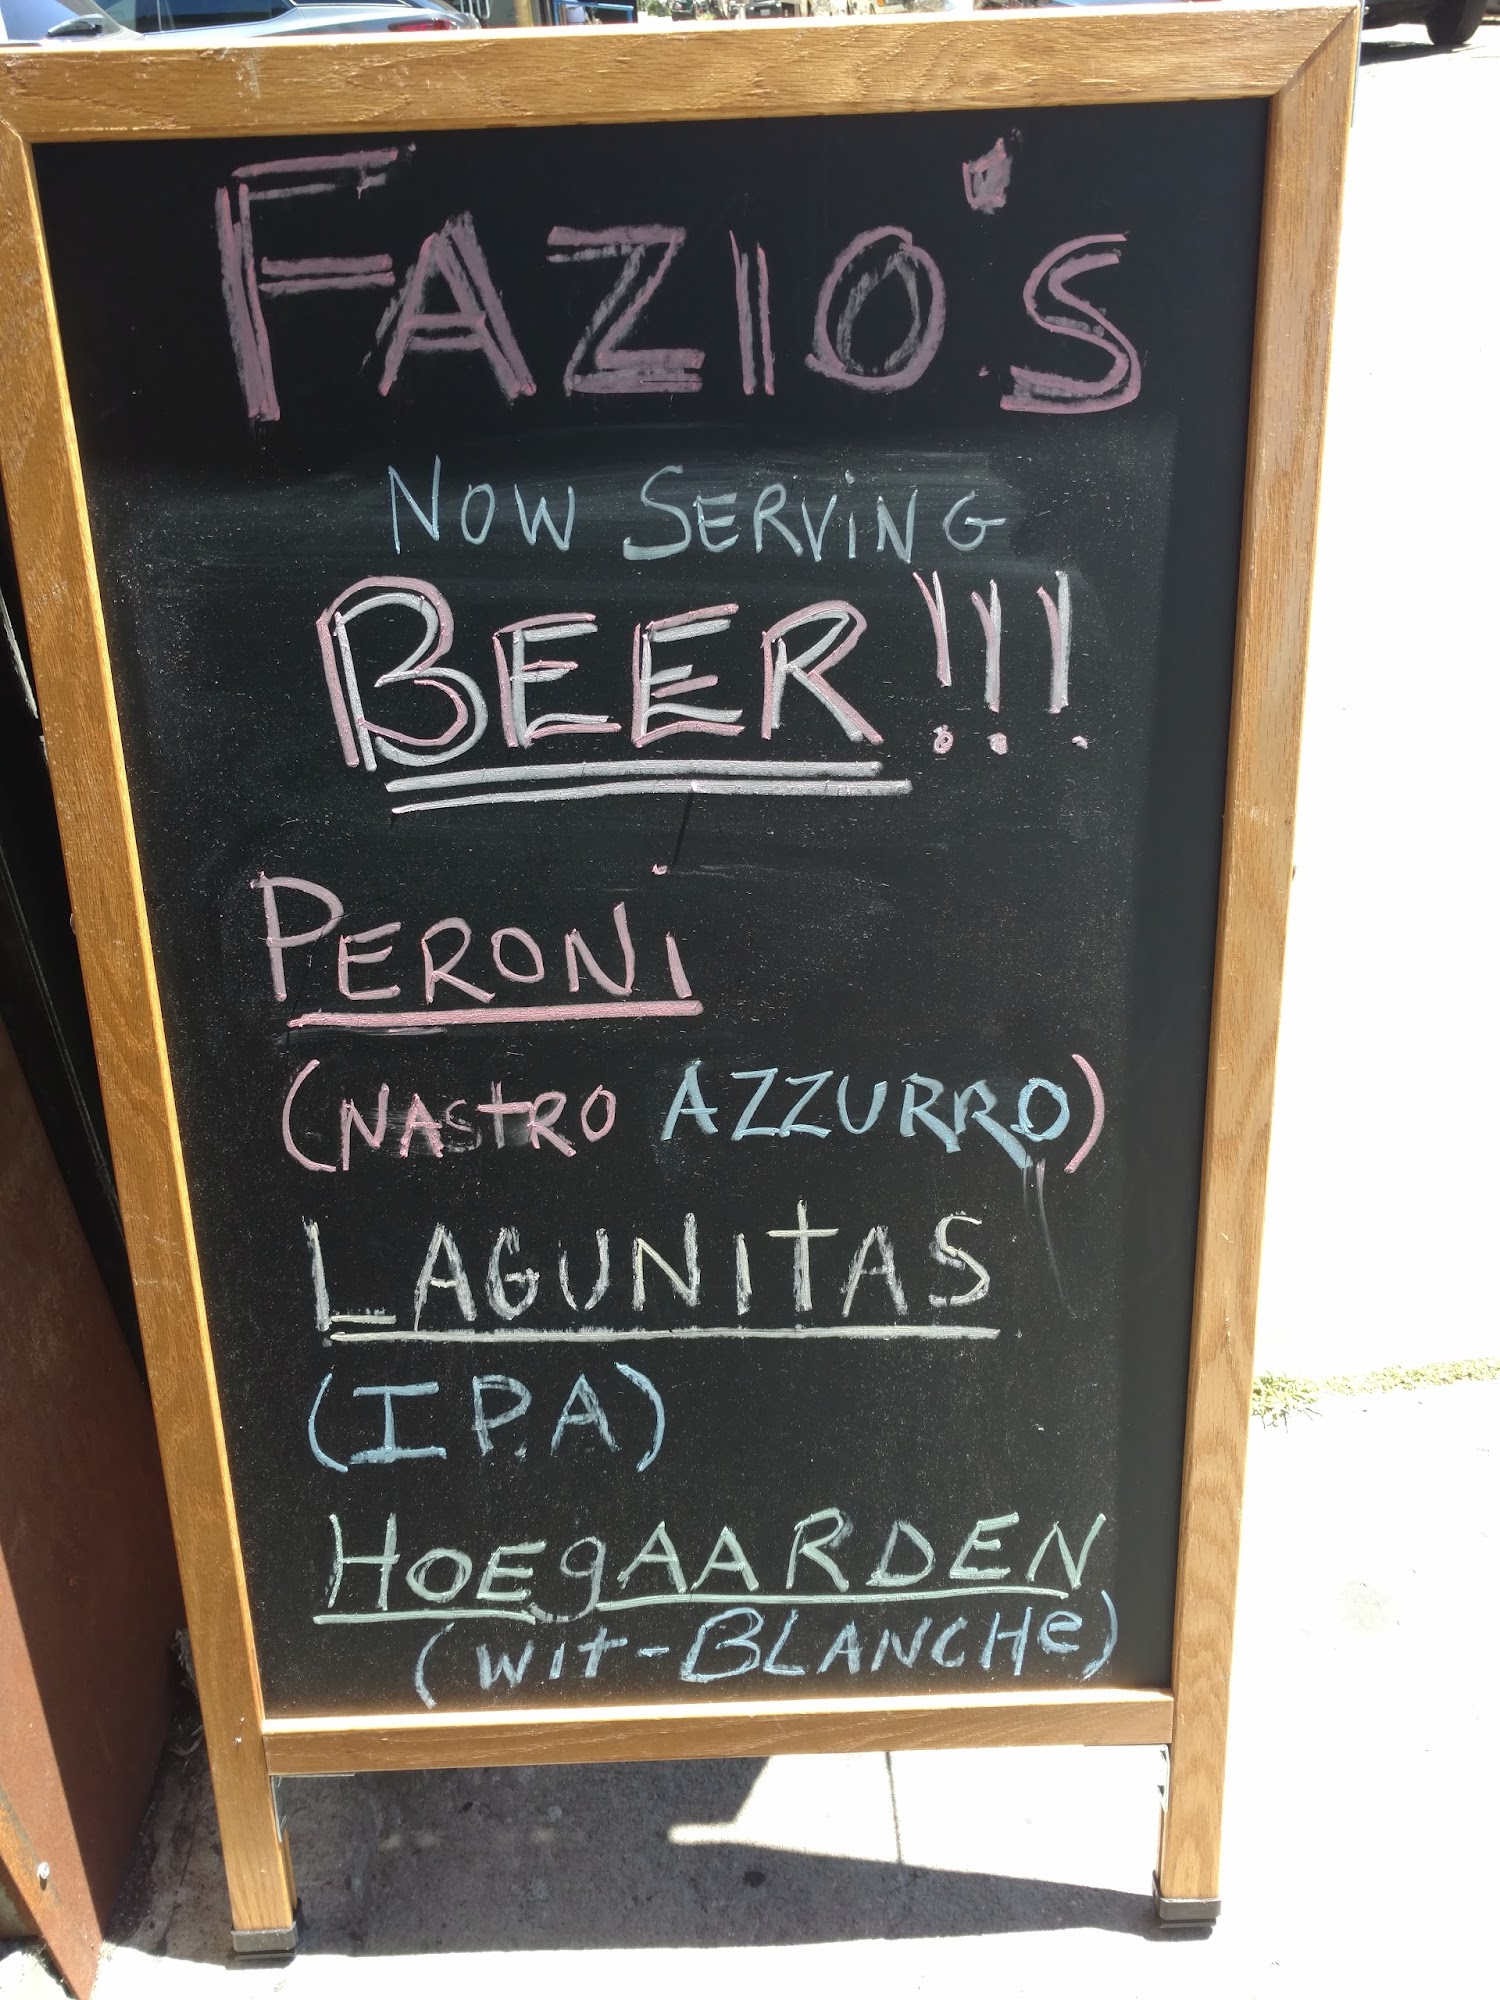 FAZIO'S
NOW SERViNG
BEER!!!
PERONi
(NAStRO AZZURRO)
LAGUNITAS
(I.P.A)
HOEgAARDEN
(wit-BLANCHe)